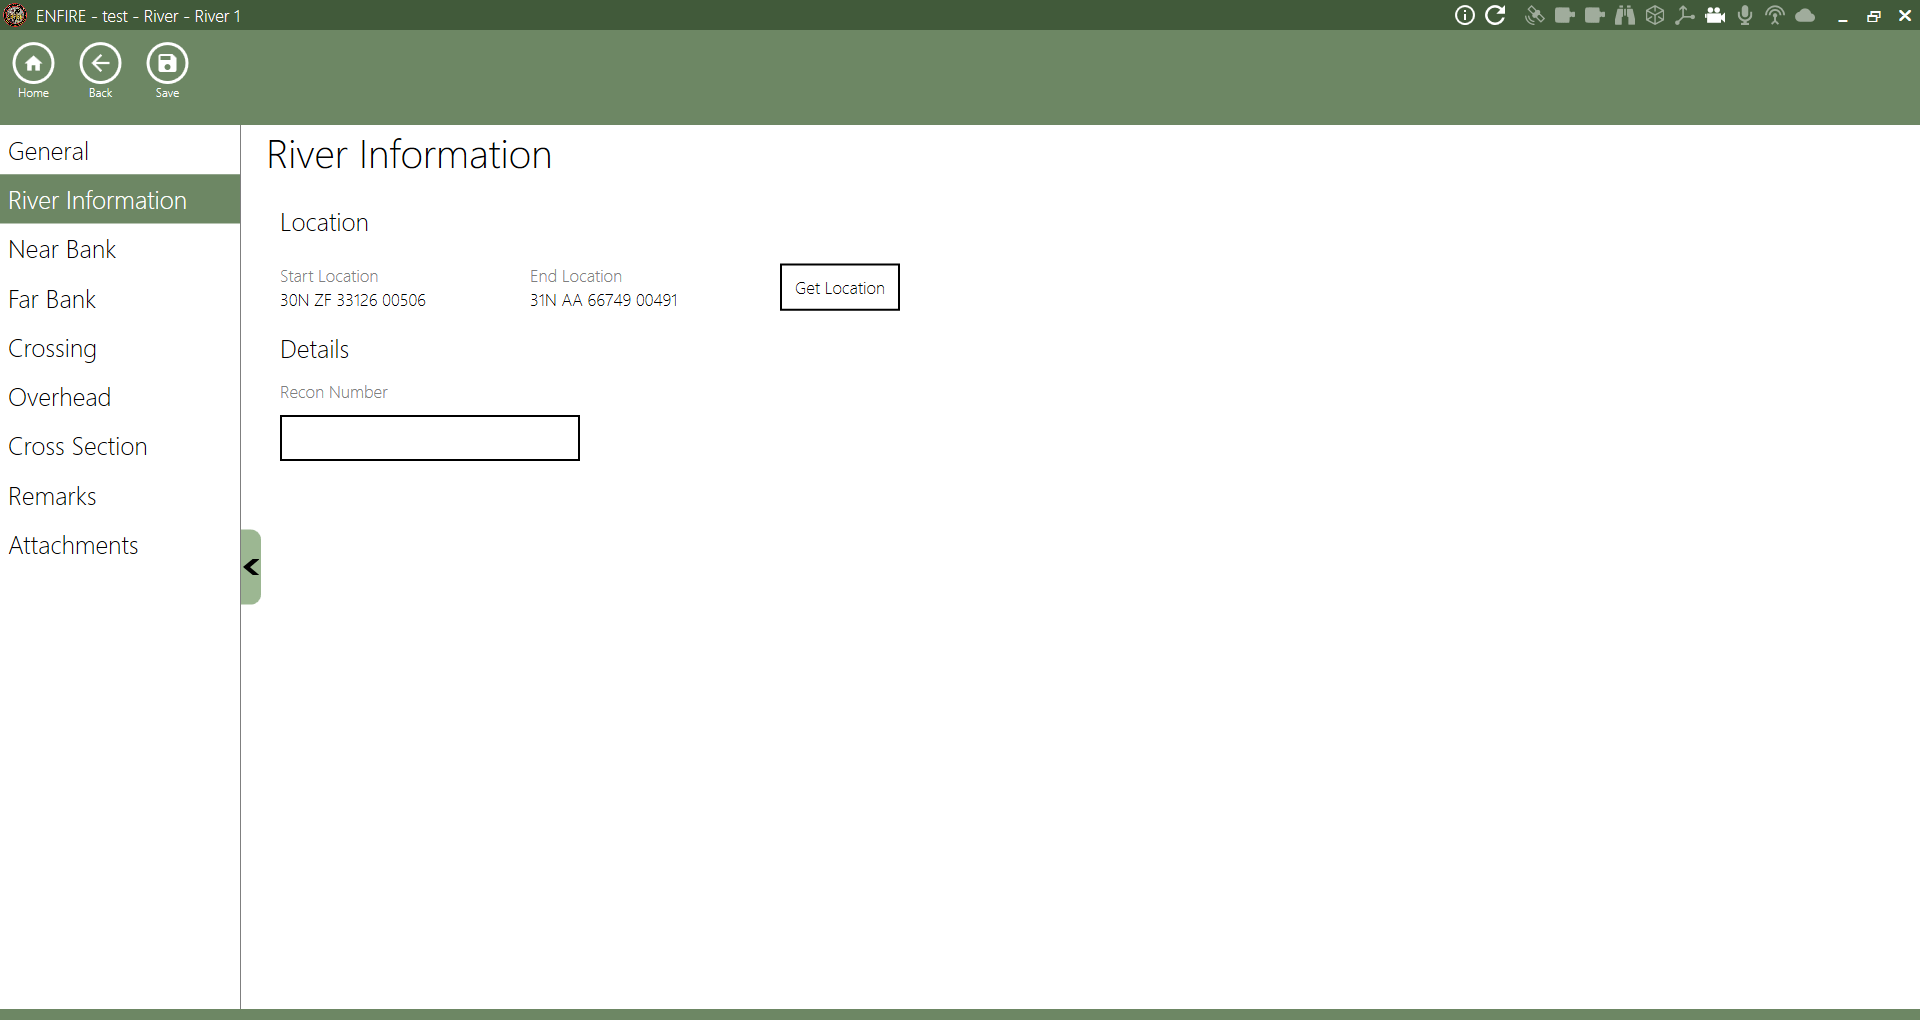 ENFIRE - test - River - River 1
Home
Back
Save
General
River Information
Near Bank
Far Bank
Crossing
Overhead
Cross Section
Remarks
Attachments
River Information
Location
Start Location
30N ZF 33126 00506
End Location
31N AA 66749 00491
Get Location
Details
Recon Number